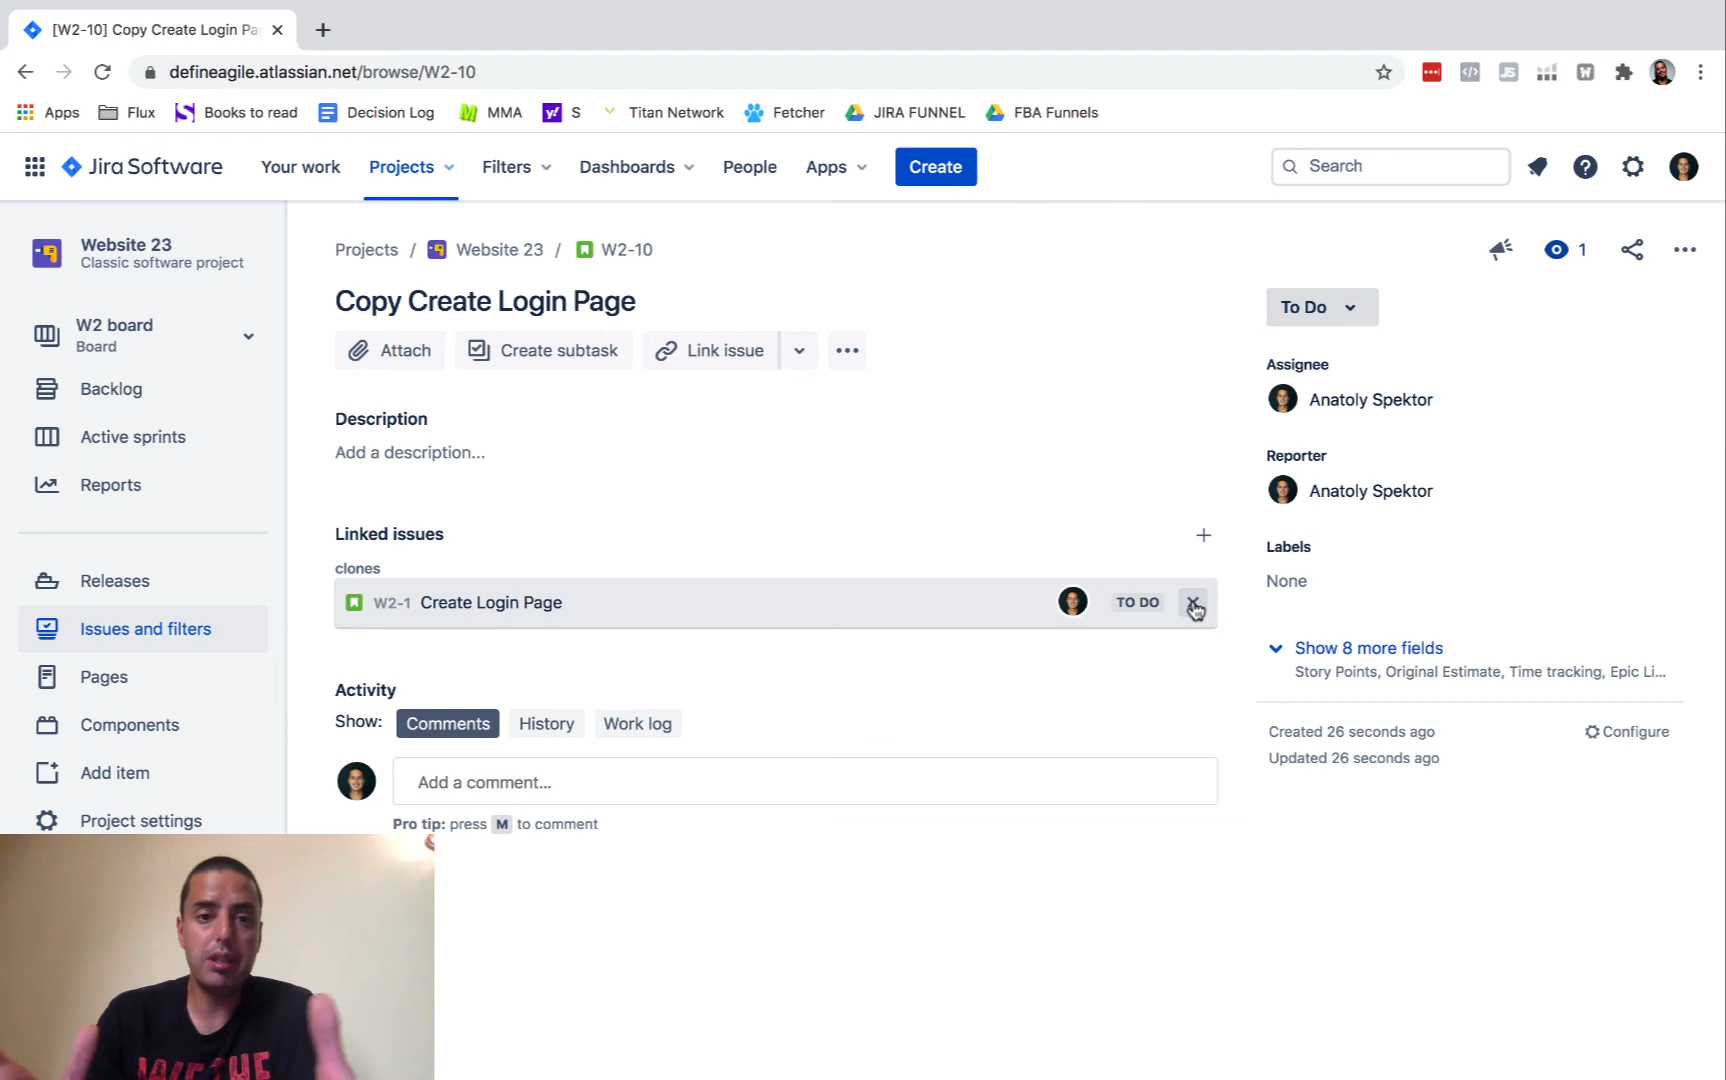 [W2-10] Copy Create Login Pa
defineagile.atlassian.net/browse/W2-10
Apps
Flux
Books to read
Decision Log
MMA
S
Titan Network
Fetcher
JIRA FUNNEL
FBA Funnels
Jira Software
Your work
Projects
Filters
Dashboards
People
Apps
Create
Search
Website 23
Classic software project
W2 board
Board
Backlog
Active sprints
Reports
Releases
Issues and filters
Pages
Components
Add item
Project settings
Projects / Website 23 / W2-10
1
Copy Create Login Page
Attach
Create subtask
Link issue
Description
Add a description...
Linked issues
clones
W2-1 Create Login Page
TO DO
Activity
Show: Comments History Work log
Add a comment...
Pro tip: press M to comment
To Do
Assignee
Anatoly Spektor
Reporter
Anatoly Spektor
Labels
None
Show 8 more fields
Story Points, Original Estimate, Time tracking, Epic Li...
Created 26 seconds ago
Configure
Updated 26 seconds ago